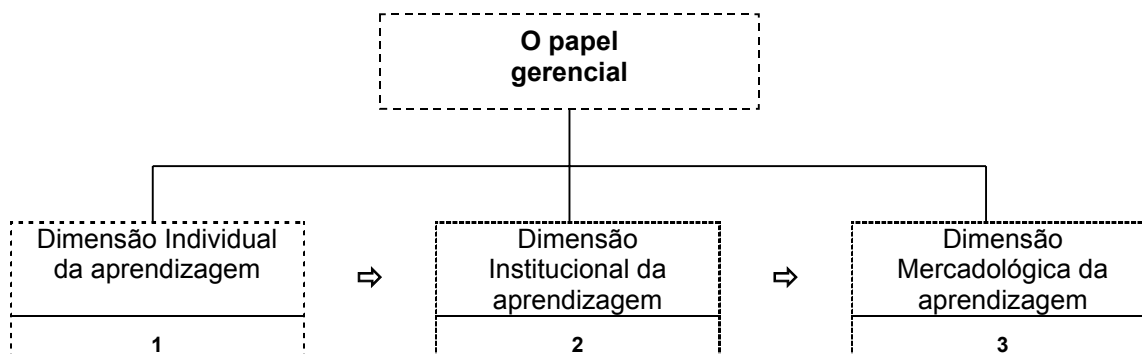 O papel
gerencial
Dimensão Individual
da aprendizagem
1
⇨
Dimensão
Institucional da
aprendizagem
2
⇨
Dimensão
Mercadológica da
aprendizagem
3